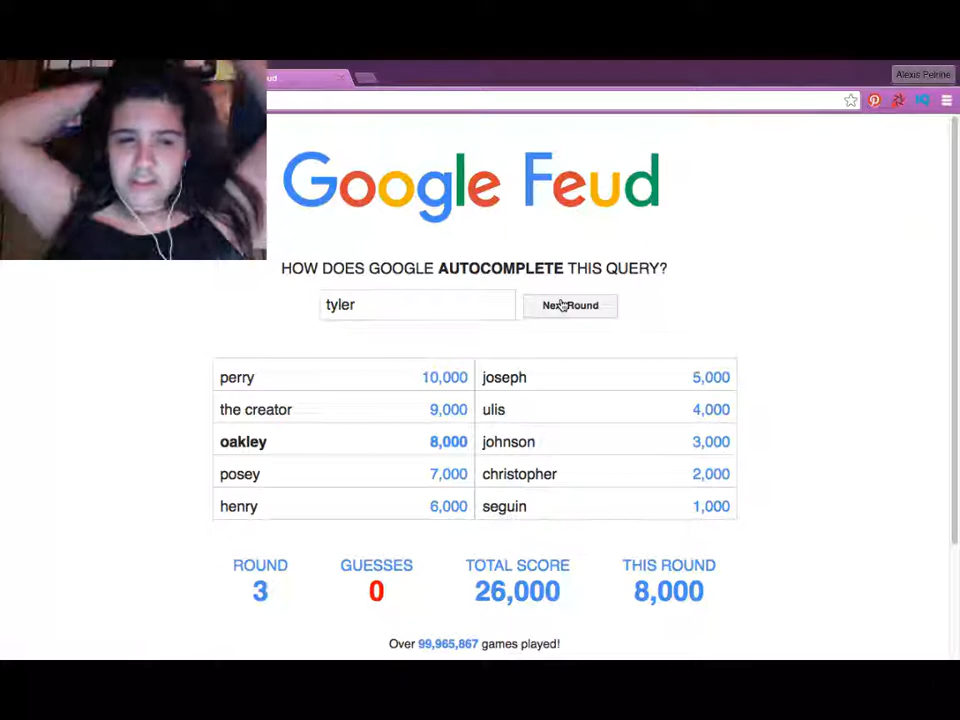 ud
Alexis Pelrine
Google Feud
HOW DOES GOOGLE AUTOCOMPLETE THIS QUERY?
tyler
Next Round
perry 10,000 joseph 5,000
the creator 9,000 ulis 4,000
oakley 8,000 johnson 3,000
posey 7,000 christopher 2,000
henry 6,000 seguin 1,000
ROUND GUESSES TOTAL SCORE THIS ROUND
3 0 26,000 8,000
Over 99,965,867 games played!